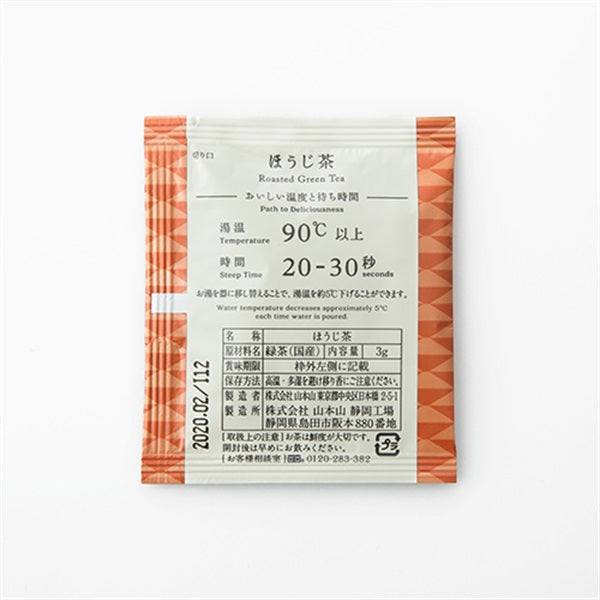 切り口
ほうじ茶
Roasted Green Tea
おいしい温度と待ち時間
Path to Deliciousness
湯温 90℃ 以上
Temperature
時間 20-30秒
Steep Time seconds
お湯を器に移し替えることで、湯温を約5℃下げることができます。
Water temperature decreases approximately 5℃
each time water is poured.
名称 ほうじ茶
原材料名 緑茶(国産) 内容量 3g
賞味期限 枠外左側に記載
保存方法 高温・多湿を避け移り香にご注意ください。
製造者 株式会社 山本山 東京都中央区日本橋 2-5-1
製造所 株式会社 山本山 静岡工場
静岡県島田市阪本880番地
[取扱上の注意]お茶は鮮度が大切です。
開封後は早めにお飲みください。
[お客様相談室] 0120-283-382
プラ
2020.02/112